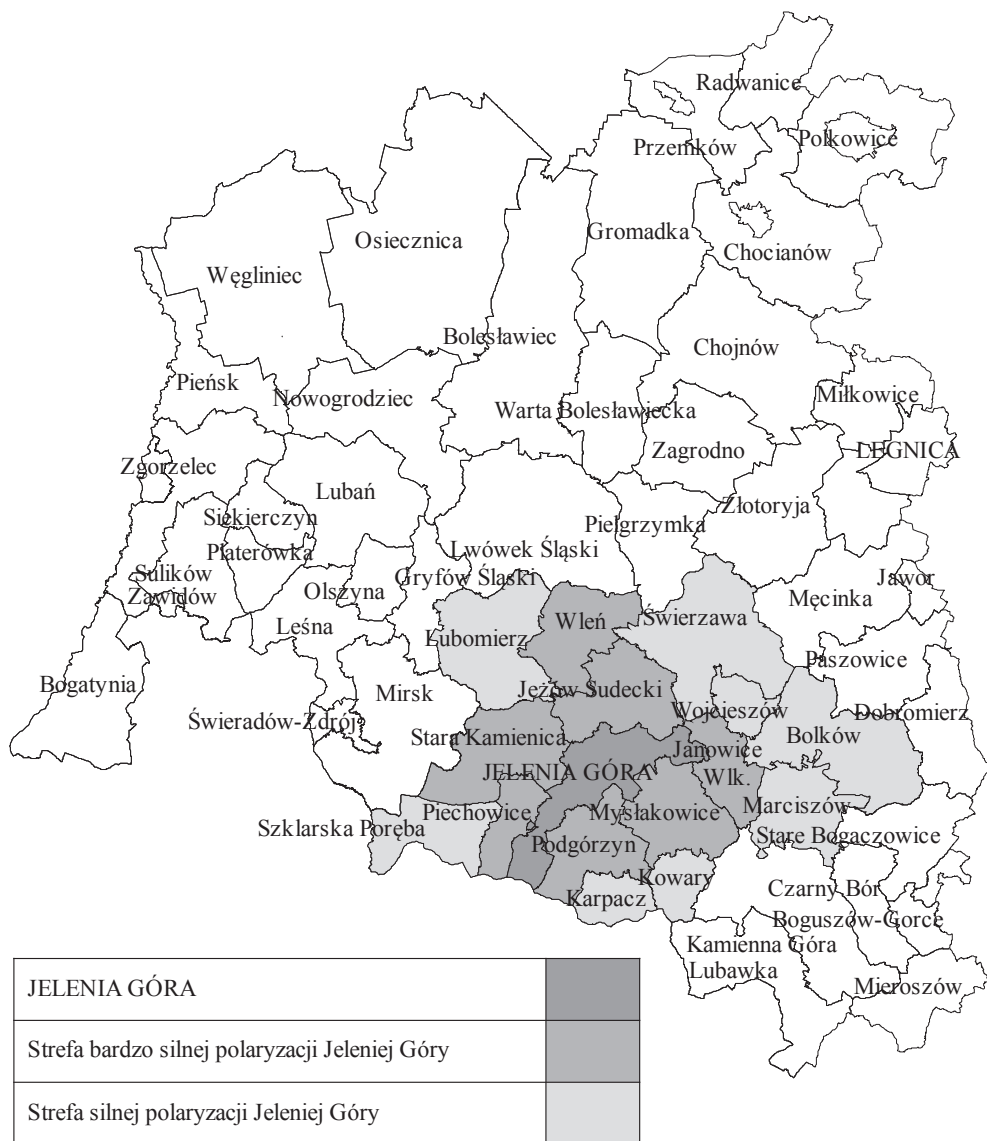 Radwanice
Polkowice
Przemków
Gromadka
Osiecznica
Chocianów
Węgliniec
Bolesławiec
Chojnów
Pieńsk
Nowogrodziec
Miłkowice
Warta Bolesławiecka
Zagrodno
LEGNICA
Zgorzelec
Lubań
Złotoryja
Siekierczyn
Pielgrzymka
Platerówka
Lwówek Śląski
Sulików
Gryfów Śląski
Jawor
Zawidów
Olszyna
Męcinka
Leśna
Wleń
Świerzawa
Lubomierz
Paszowice
Bogatynia
Mirsk
Jeżów Sudecki
Wojcieszów
Dobromierz
Świeradów-Zdrój
Stara Kamienica
Bolków
Janowice
Wlk.
JELENIA GÓRA
Piechowice
Mysłakowice
Marciszów
Szklarska Poręba
Stare Bogaczowice
Podgórzyn
Kowary
Karpacz
Czarny Bór
Boguszów-Gorce
Kamienna Góra
Lubawka
Mieroszów
JELENIA GÓRA
Strefa bardzo silnej polaryzacji Jeleniej Góry
Strefa silnej polaryzacji Jeleniej Góry